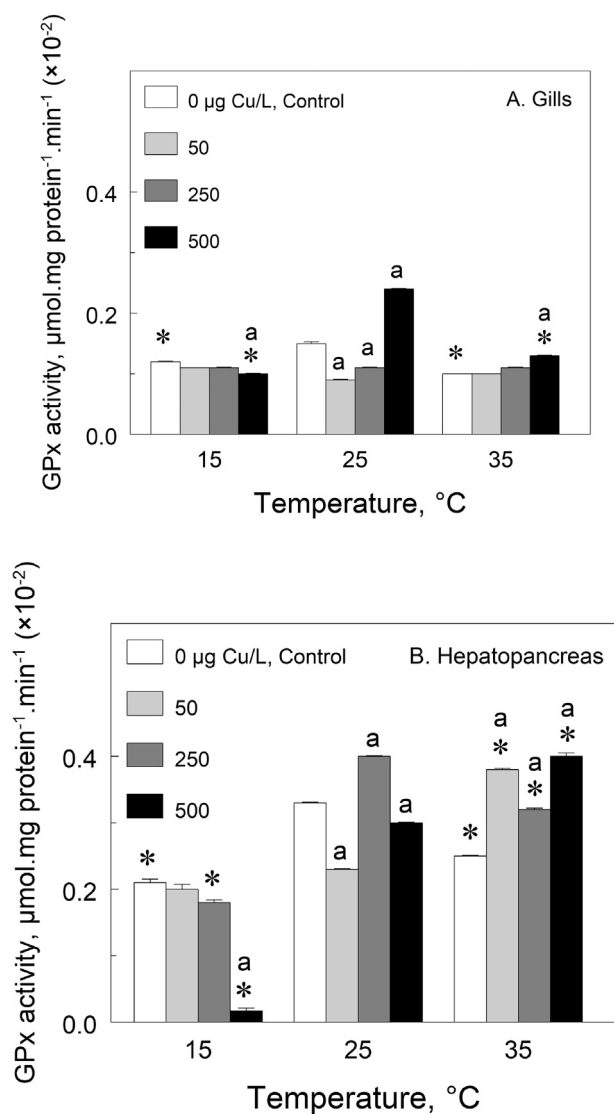 GPx activity, µmol.mg protein⁻¹.min⁻¹ (×10⁻²)
0 µg Cu/L, Control
A. Gills
50
250
500
0.4
0.2
0.0
*
a
*
a
a
a
*
a
*
15
25
35
Temperature, °C
GPx activity, µmol.mg protein⁻¹.min⁻¹ (×10⁻²)
0 µg Cu/L, Control
B. Hepatopancreas
50
250
500
0.4
0.2
0.0
*
*
a
*
a
a
a
*
a
*
a
*
a
*
15
25
35
Temperature, °C